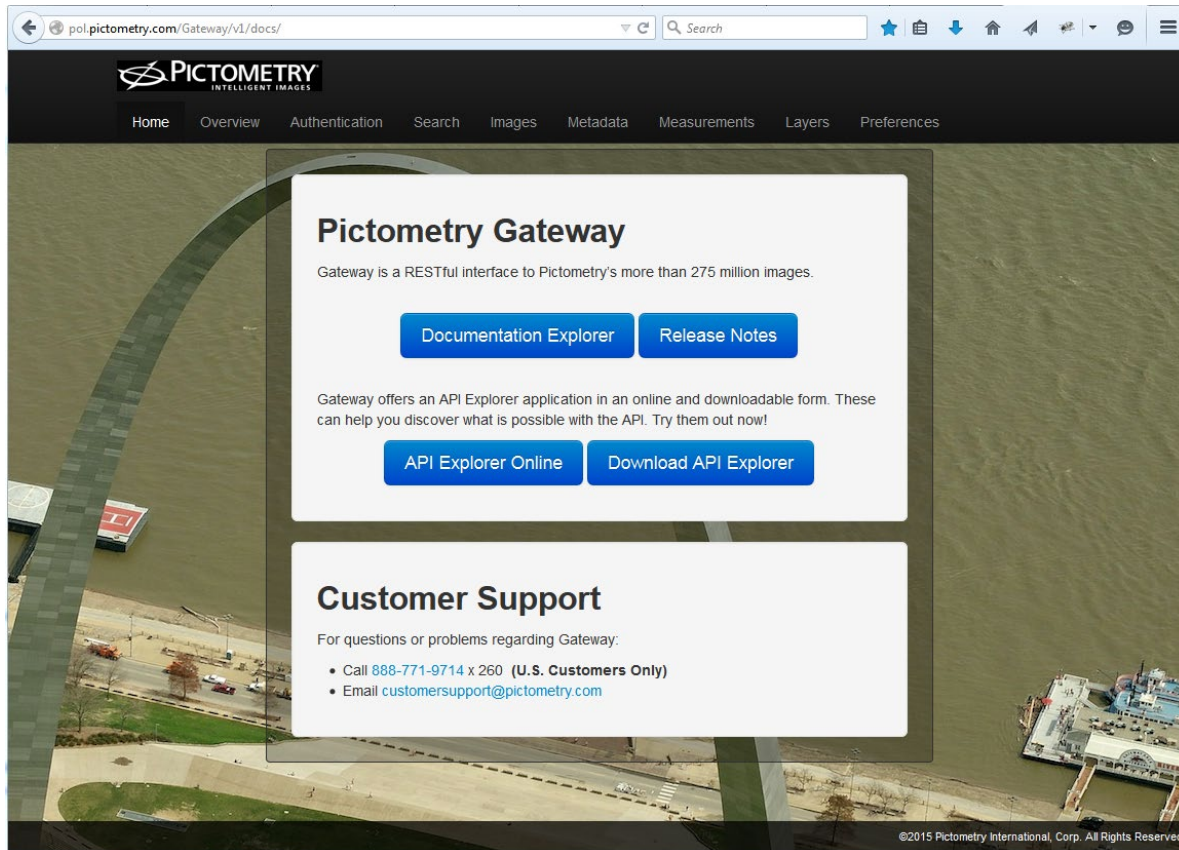 pol.pictometry.com/Gateway/v1/docs/
Search
PICTOMETRY
INTELLIGENT IMAGES
Home Overview Authentication Search Images Metadata Measurements Layers Preferences
Pictometry Gateway
Gateway is a RESTful interface to Pictometry's more than 275 million images.
Documentation Explorer Release Notes
Gateway offers an API Explorer application in an online and downloadable form. These
can help you discover what is possible with the API. Try them out now!
API Explorer Online Download API Explorer
Customer Support
For questions or problems regarding Gateway:
• Call 888-771-9714 x 260 (U.S. Customers Only)
• Email customersupport@pictometry.com
©2015 Pictometry International, Corp. All Rights Reserved